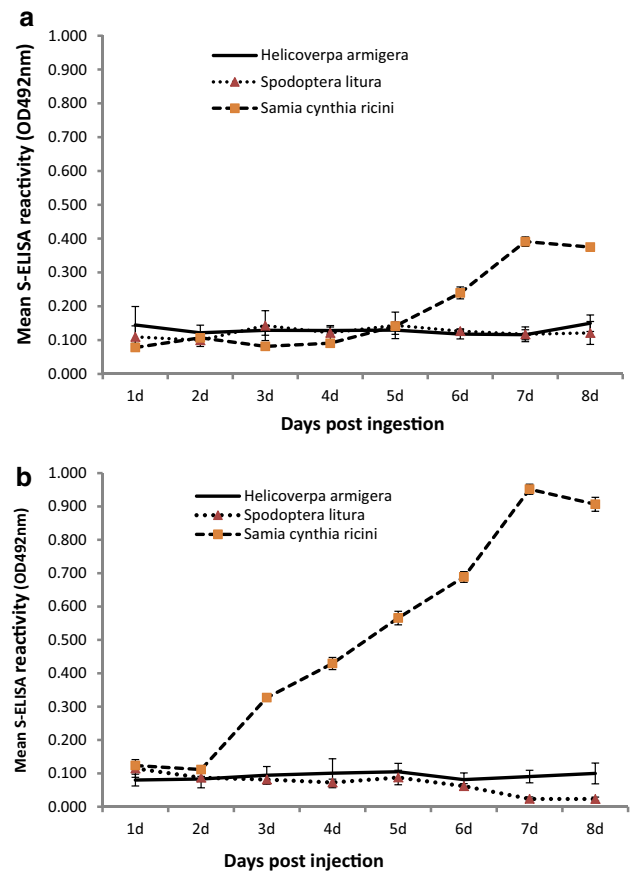 a
Mean S-ELISA reactivity (OD492nm)
1.000
0.900
0.800
0.700
0.600
0.500
0.400
0.300
0.200
0.100
0.000
Helicoverpa armigera
Spodoptera litura
Samia cynthia ricini
1d 2d 3d 4d 5d 6d 7d 8d
Days post ingestion
b
Mean S-ELISA reactivity (OD492nm)
1.000
0.900
0.800
0.700
0.600
0.500
0.400
0.300
0.200
0.100
0.000
Helicoverpa armigera
Spodoptera litura
Samia cynthia ricini
1d 2d 3d 4d 5d 6d 7d 8d
Days post injection